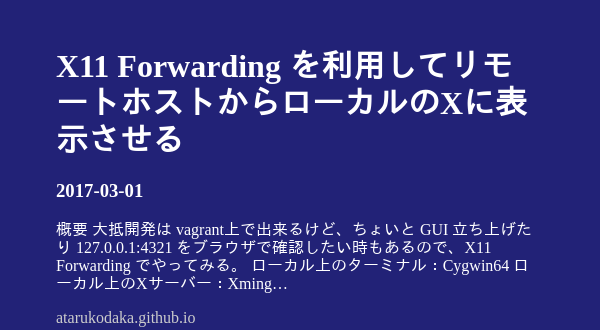 X11 Forwarding を利用してリモ
ートホストからローカルのXに表
示させる
2017-03-01
概要 大抵開発は vagrant上で出来るけど、ちょいと GUI 立ち上げた
り 127.0.0.1:4321 をブラウザで確認したい時もあるので、X11
Forwarding でやってみる。 ローカル上のターミナル：Cygwin64 ロ
ーカル上のXサーバー：Xming…
atarukodaka.github.io